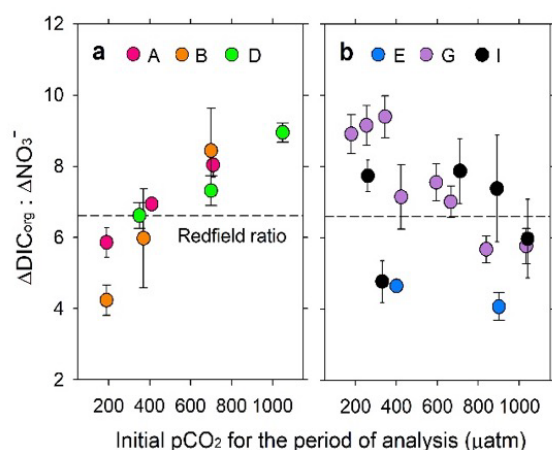 12
10
8
6
4
2
ΔDICorg : ΔNO3−
a A B D
b E G I
Redfield ratio
200 400 600 800 1000
200 400 600 800 1000
Initial pCO2 for the period of analysis (μatm)